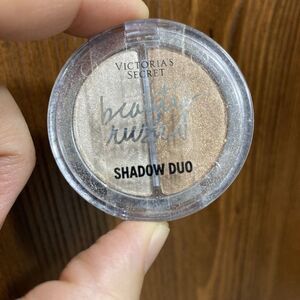 VICTORIA'S
SECRET
beauty
rush
SHADOW DUO